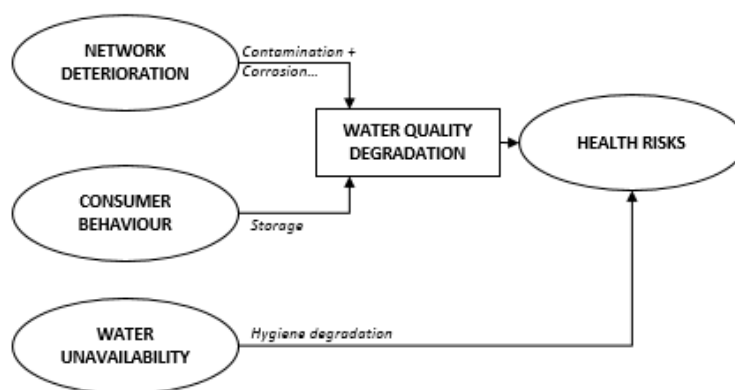 NETWORK
DETERIORATION
Contamination +
Corrosion...
WATER QUALITY
DEGRADATION
HEALTH RISKS
CONSUMER
BEHAVIOUR
Storage
WATER
UNAVAILABILITY
Hygiene degradation